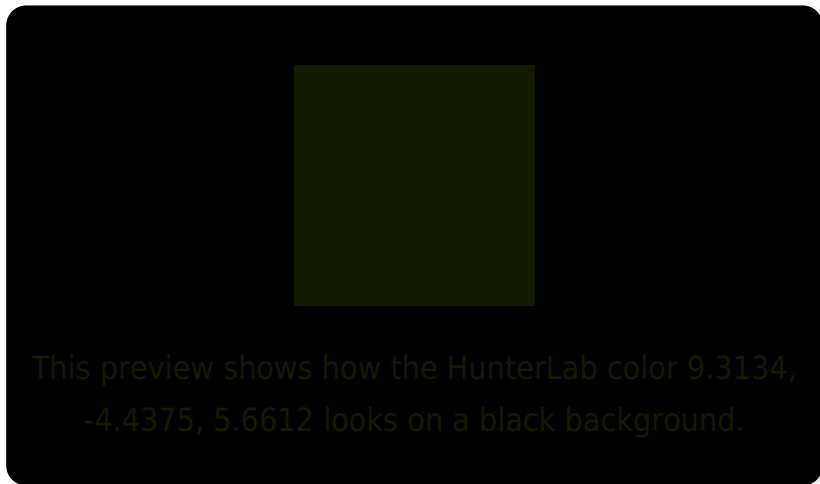 This preview shows how the HunterLab color 9.3134,
-4.4375, 5.6612 looks on a black background.